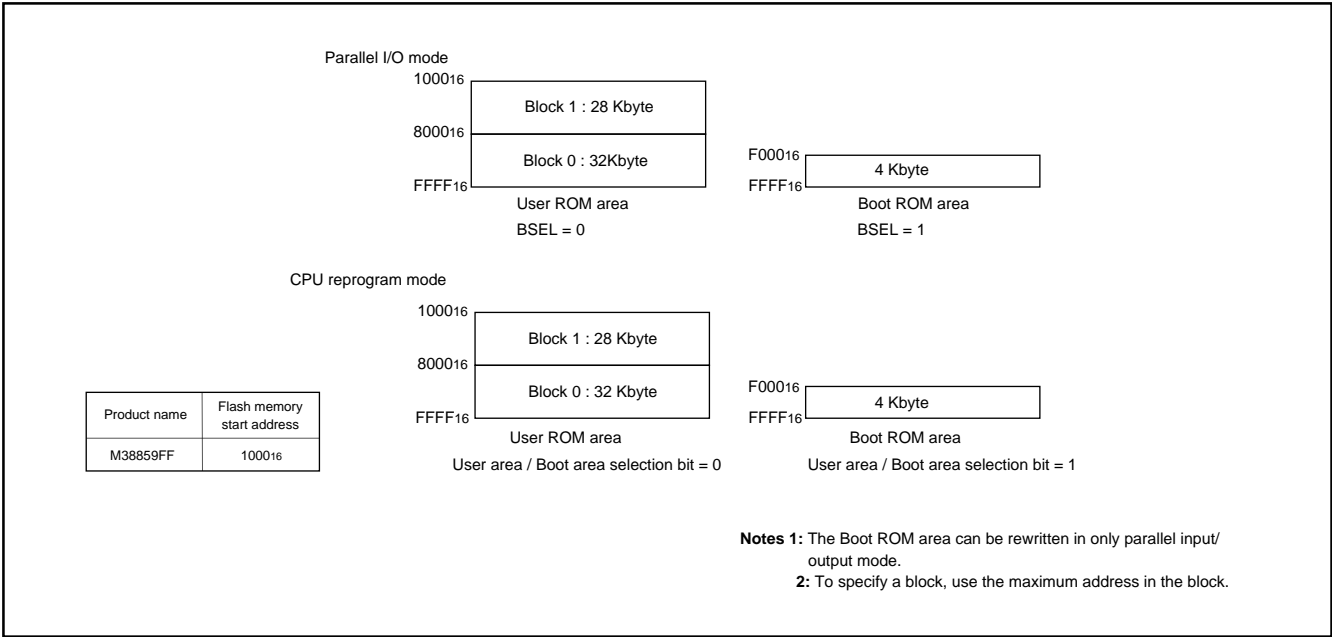 Parallel I/O mode
100016
Block 1 : 28 Kbyte
800016
Block 0 : 32Kbyte
FFFF16
User ROM area
BSEL = 0
F00016
4 Kbyte
FFFF16
Boot ROM area
BSEL = 1
CPU reprogram mode
100016
Block 1 : 28 Kbyte
800016
Block 0 : 32 Kbyte
FFFF16
User ROM area
User area / Boot area selection bit = 0
F00016
4 Kbyte
FFFF16
Boot ROM area
User area / Boot area selection bit = 1
Product name
Flash memory
start address
M38859FF
100016
Notes 1: The Boot ROM area can be rewritten in only parallel input/
output mode.
2: To specify a block, use the maximum address in the block.